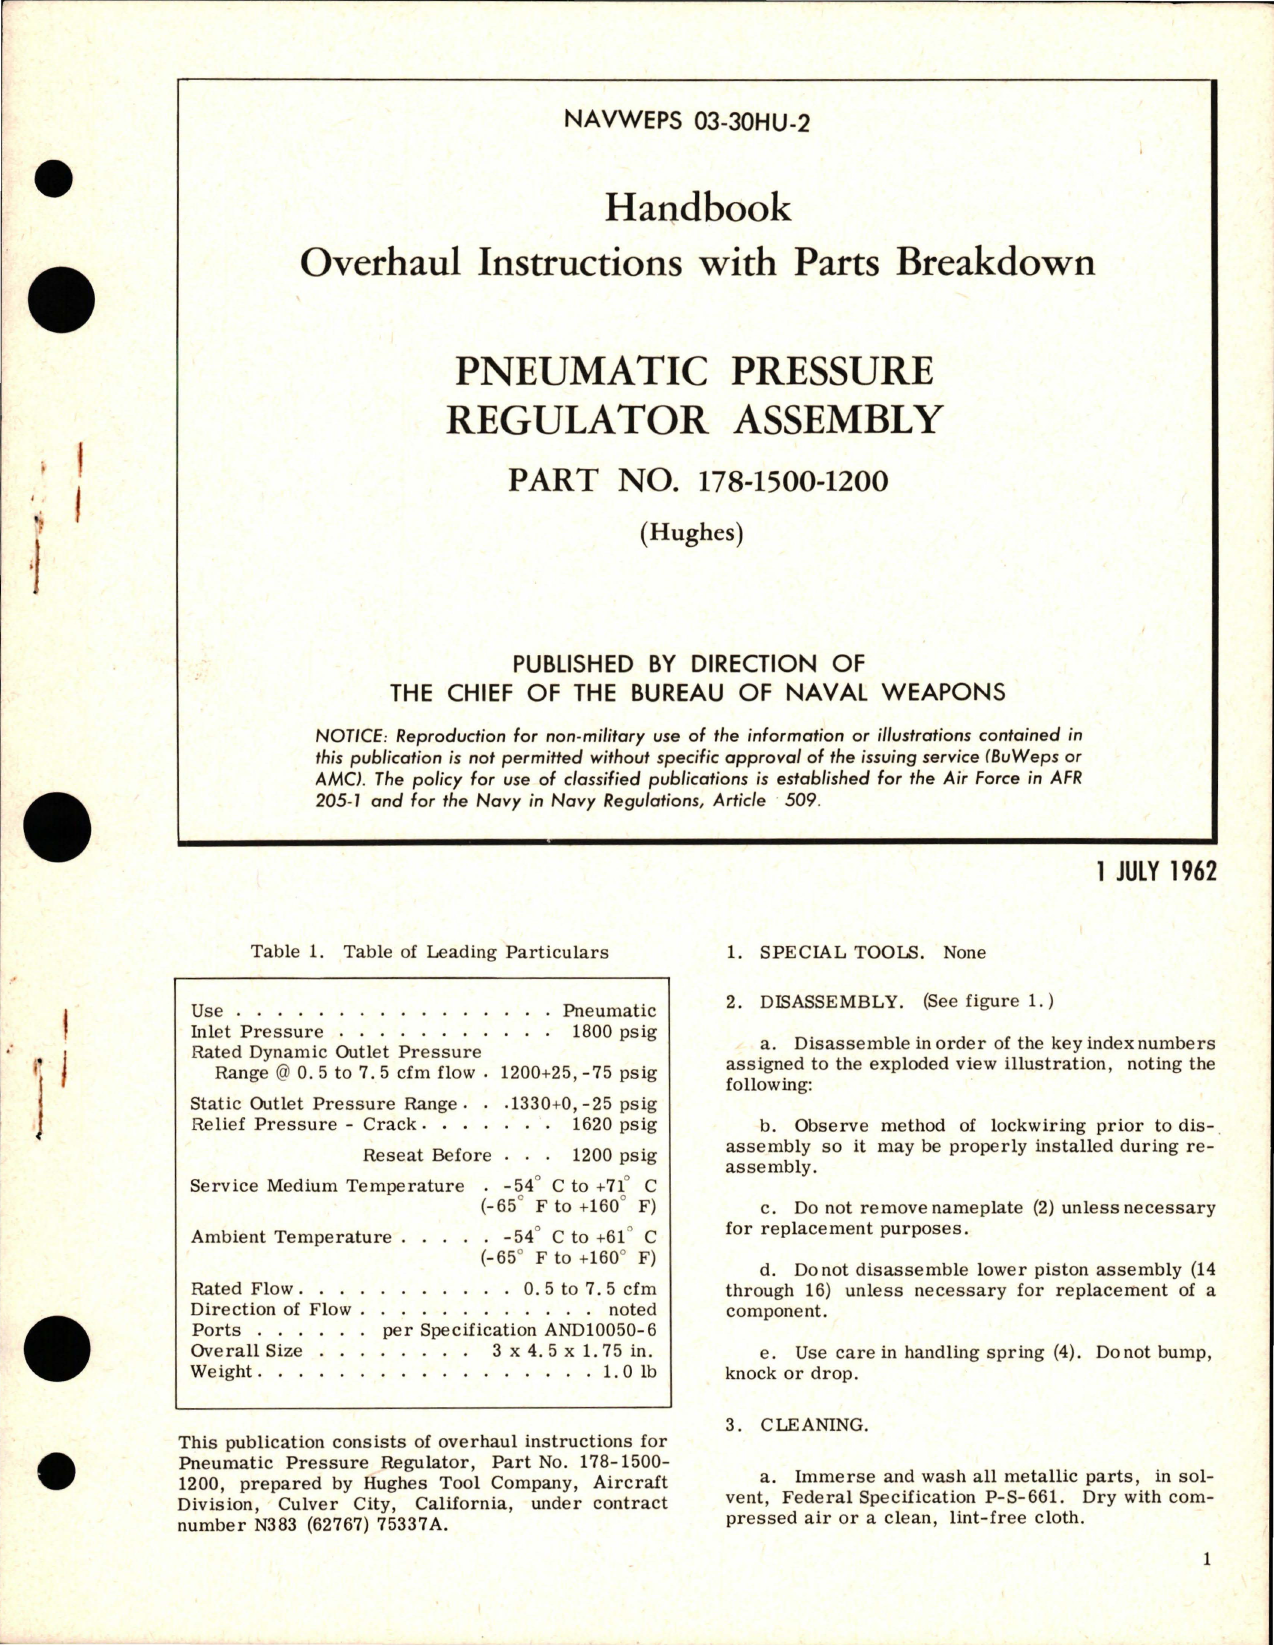 NAVWEPS 03-30HU-2
Handbook
Overhaul Instructions with Parts Breakdown
PNEUMATIC PRESSURE
REGULATOR ASSEMBLY
PART NO. 178-1500-1200
(Hughes)
PUBLISHED BY DIRECTION OF
THE CHIEF OF THE BUREAU OF NAVAL WEAPONS
NOTICE: Reproduction for non-military use of the information or illustrations contained in
this publication is not permitted without specific approval of the issuing service (BuWeps or
AMC). The policy for use of classified publications is established for the Air Force in AFR
205-1 and for the Navy in Navy Regulations, Article 509.
1 JULY 1962
Table 1. Table of Leading Particulars
Use . . . . . . . . . . . . . . . . . Pneumatic
Inlet Pressure . . . . . . . . . . . 1800 psig
Rated Dynamic Outlet Pressure
Range @ 0.5 to 7.5 cfm flow . 1200+25,-75 psig
Static Outlet Pressure Range . . .1330+0,-25 psig
Relief Pressure - Crack . . . . . . . 1620 psig
Reseat Before . . . 1200 psig
Service Medium Temperature . -54° C to +71° C
(-65° F to +160° F)
Ambient Temperature . . . . . -54° C to +61° C
(-65° F to +160° F)
Rated Flow . . . . . . . . . . . . 0.5 to 7.5 cfm
Direction of Flow . . . . . . . . . . . . . noted
Ports . . . . . . per Specification AND10050-6
Overall Size . . . . . . . . 3 x 4.5 x 1.75 in.
Weight . . . . . . . . . . . . . . . . . . 1.0 lb
This publication consists of overhaul instructions for
Pneumatic Pressure Regulator, Part No. 178-1500-
1200, prepared by Hughes Tool Company, Aircraft
Division, Culver City, California, under contract
number N383 (62767) 75337A.
1. SPECIAL TOOLS. None
2. DISASSEMBLY. (See figure 1.)
a. Disassemble in order of the key index numbers
assigned to the exploded view illustration, noting the
following:
b. Observe method of lockwiring prior to dis-
assembly so it may be properly installed during re-
assembly.
c. Do not remove nameplate (2) unless necessary
for replacement purposes.
d. Do not disassemble lower piston assembly (14
through 16) unless necessary for replacement of a
component.
e. Use care in handling spring (4). Do not bump,
knock or drop.
3. CLEANING.
a. Immerse and wash all metallic parts, in sol-
vent, Federal Specification P-S-661. Dry with com-
pressed air or a clean, lint-free cloth.
1